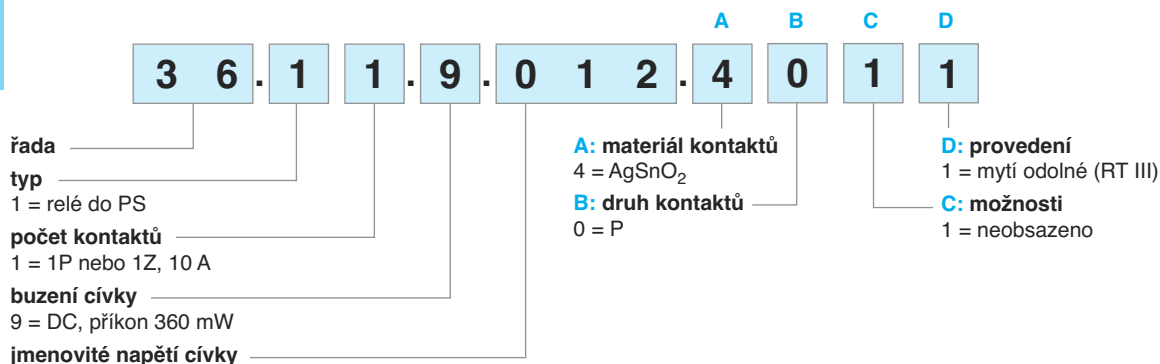 A B C D
3 6 . 1 1 . 9 . 0 1 2 . 4 0 1 1
řada
typ
1 = relé do PS
počet kontaktů
1 = 1P nebo 1Z, 10 A
buzení cívky
9 = DC, příkon 360 mW
jmenovité napětí cívky
A: materiál kontaktů
4 = AgSnO₂
B: druh kontaktů
0 = P
D: provedení
1 = mytí odolné (RT III)
C: možnosti
1 = neobsazeno